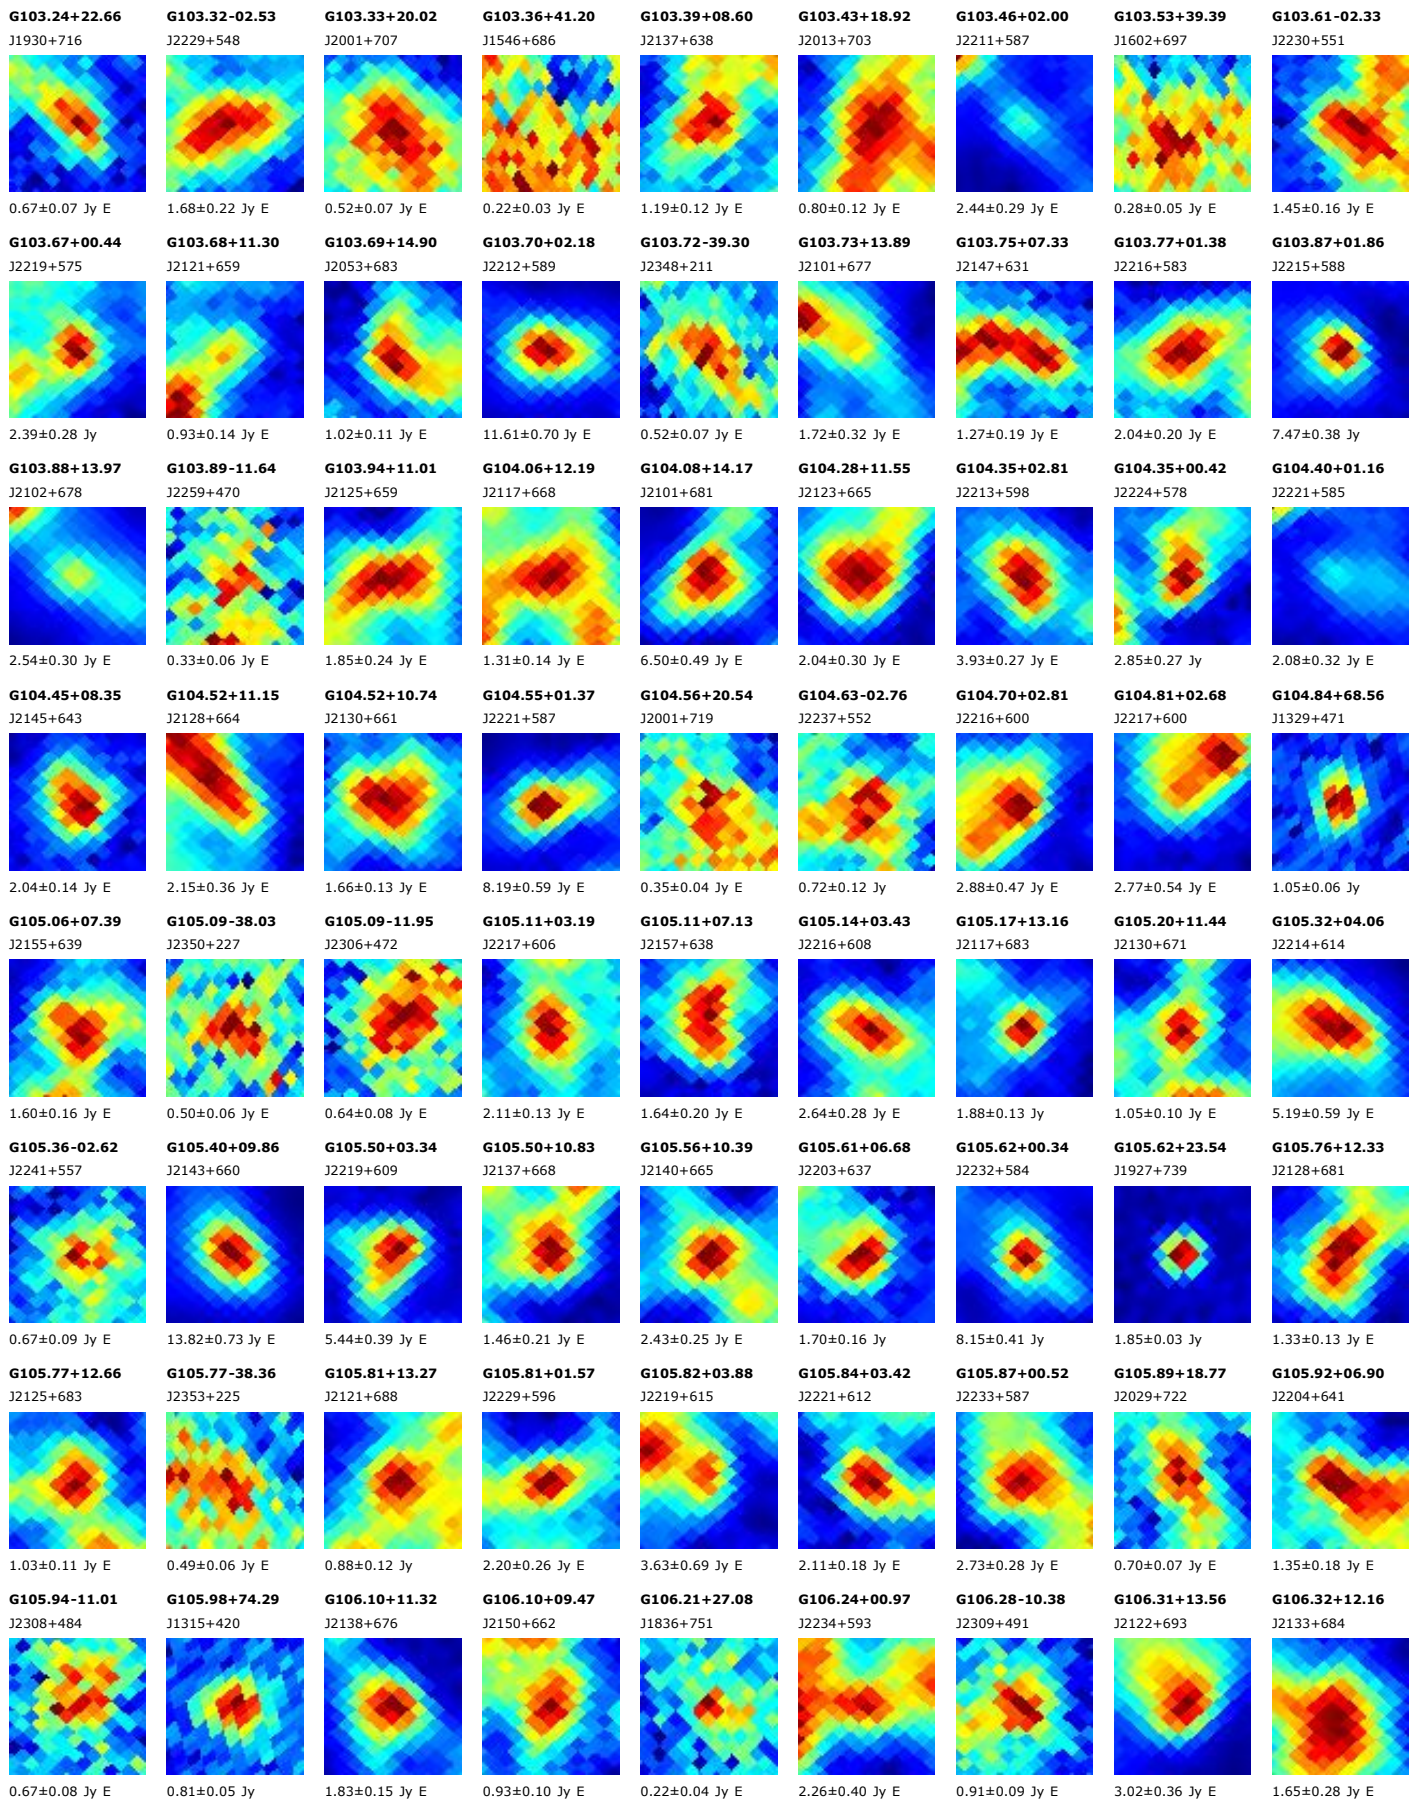 G103.24+22.66 G103.32-02.53 G103.33+20.02 G103.36+41.20 G103.39+08.60 G103.43+18.92 G103.46+02.00 G103.53+39.39 G103.61-02.33
J1930+716 J2229+548 J2001+707 J1546+686 J2137+638 J2013+703 J2211+587 J1602+697 J2230+551
0.67±0.07 Jy E 1.68±0.22 Jy E 0.52±0.07 Jy E 0.22±0.03 Jy E 1.19±0.12 Jy E 0.80±0.12 Jy E 2.44±0.29 Jy E 0.28±0.05 Jy E 1.45±0.16 Jy E
G103.67+00.44 G103.68+11.30 G103.69+14.90 G103.70+02.18 G103.72-39.30 G103.73+13.89 G103.75+07.33 G103.77+01.38 G103.87+01.86
J2219+575 J2121+659 J2053+683 J2212+589 J2348+211 J2101+677 J2147+631 J2216+583 J2215+588
2.39±0.28 Jy 0.93±0.14 Jy E 1.02±0.11 Jy E 11.61±0.70 Jy E 0.52±0.07 Jy E 1.72±0.32 Jy E 1.27±0.19 Jy E 2.04±0.20 Jy E 7.47±0.38 Jy
G103.88+13.97 G103.89-11.64 G103.94+11.01 G104.06+12.19 G104.08+14.17 G104.28+11.55 G104.35+02.81 G104.35+00.42 G104.40+01.16
J2102+678 J2259+470 J2125+659 J2117+668 J2101+681 J2123+665 J2213+598 J2224+578 J2221+585
2.54±0.30 Jy E 0.33±0.06 Jy E 1.85±0.24 Jy E 1.31±0.14 Jy E 6.50±0.49 Jy E 2.04±0.30 Jy E 3.93±0.27 Jy E 2.85±0.27 Jy 2.08±0.32 Jy E
G104.45+08.35 G104.52+11.15 G104.52+10.74 G104.55+01.37 G104.56+20.54 G104.63-02.76 G104.70+02.81 G104.81+02.68 G104.84+68.56
J2145+643 J2128+664 J2130+661 J2221+587 J2001+719 J2237+552 J2216+600 J2217+600 J1329+471
2.04±0.14 Jy E 2.15±0.36 Jy E 1.66±0.13 Jy E 8.19±0.59 Jy E 0.35±0.04 Jy E 0.72±0.12 Jy 2.88±0.47 Jy E 2.77±0.54 Jy E 1.05±0.06 Jy
G105.06+07.39 G105.09-38.03 G105.09-11.95 G105.11+03.19 G105.11+07.13 G105.14+03.43 G105.17+13.16 G105.20+11.44 G105.32+04.06
J2155+639 J2350+227 J2306+472 J2217+606 J2157+638 J2216+608 J2117+683 J2130+671 J2214+614
1.60±0.16 Jy E 0.50±0.06 Jy E 0.64±0.08 Jy E 2.11±0.13 Jy E 1.64±0.20 Jy E 2.64±0.28 Jy E 1.88±0.13 Jy 1.05±0.10 Jy E 5.19±0.59 Jy E
G105.36-02.62 G105.40+09.86 G105.50+03.34 G105.50+10.83 G105.56+10.39 G105.61+06.68 G105.62+00.34 G105.62+23.54 G105.76+12.33
J2241+557 J2143+660 J2219+609 J2137+668 J2140+665 J2203+637 J2232+584 J1927+739 J2128+681
0.67±0.09 Jy E 13.82±0.73 Jy E 5.44±0.39 Jy E 1.46±0.21 Jy E 2.43±0.25 Jy E 1.70±0.16 Jy 8.15±0.41 Jy 1.85±0.03 Jy 1.33±0.13 Jy E
G105.77+12.66 G105.77-38.36 G105.81+13.27 G105.81+01.57 G105.82+03.88 G105.84+03.42 G105.87+00.52 G105.89+18.77 G105.92+06.90
J2125+683 J2353+225 J2121+688 J2229+596 J2219+615 J2221+612 J2233+587 J2029+722 J2204+641
1.03±0.11 Jy E 0.49±0.06 Jy E 0.88±0.12 Jy 2.20±0.26 Jy E 3.63±0.69 Jy E 2.11±0.18 Jy E 2.73±0.28 Jy E 0.70±0.07 Jy E 1.35±0.18 Jy E
G105.94-11.01 G105.98+74.29 G106.10+11.32 G106.10+09.47 G106.21+27.08 G106.24+00.97 G106.28-10.38 G106.31+13.56 G106.32+12.16
J2308+484 J1315+420 J2138+676 J2150+662 J1836+751 J2234+593 J2309+491 J2122+693 J2133+684
0.67±0.08 Jy E 0.81±0.05 Jy 1.83±0.15 Jy E 0.93±0.10 Jy E 0.22±0.04 Jy E 2.26±0.40 Jy E 0.91±0.09 Jy E 3.02±0.36 Jy E 1.65±0.28 Jy E